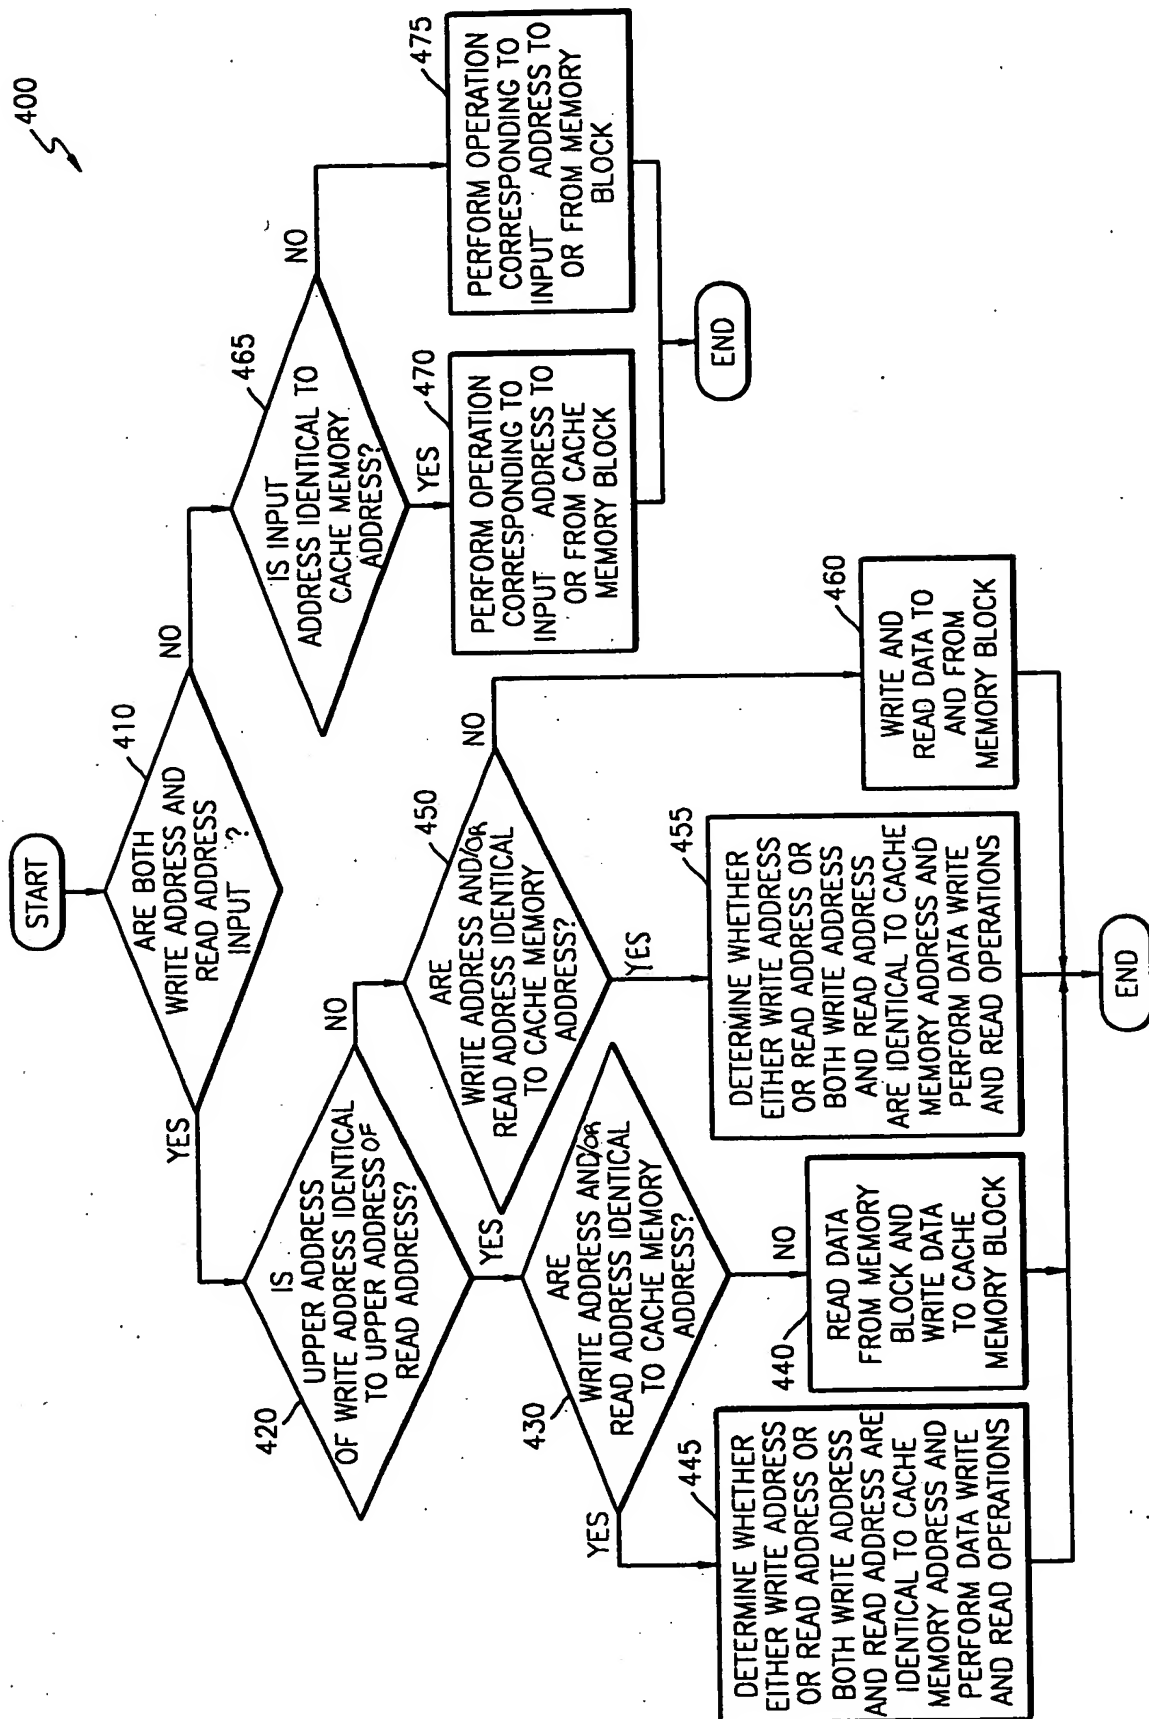 400
START
410
ARE BOTH
WRITE ADDRESS AND
READ ADDRESS
INPUT ?
YES
NO
420
IS
UPPER ADDRESS
OF WRITE ADDRESS IDENTICAL
TO UPPER ADDRESS OF
READ ADDRESS?
NO
YES
465
IS INPUT
ADDRESS IDENTICAL TO
CACHE MEMORY
ADDRESS?
NO
YES
430
ARE
WRITE ADDRESS AND/OR
READ ADDRESS IDENTICAL
TO CACHE MEMORY
ADDRESS?
YES
NO
450
ARE
WRITE ADDRESS AND/OR
READ ADDRESS IDENTICAL
TO CACHE MEMORY
ADDRESS?
NO
YES
470
PERFORM OPERATION
CORRESPONDING TO
INPUT ADDRESS TO
OR FROM CACHE
MEMORY BLOCK
475
PERFORM OPERATION
CORRESPONDING TO
INPUT ADDRESS TO
OR FROM MEMORY
BLOCK
END
445
DETERMINE WHETHER
EITHER WRITE ADDRESS
OR READ ADDRESS OR
BOTH WRITE ADDRESS
AND READ ADDRESS ARE
IDENTICAL TO CACHE
MEMORY ADDRESS AND
PERFORM DATA WRITE
AND READ OPERATIONS
440
READ DATA
FROM MEMORY
BLOCK AND
WRITE DATA
TO CACHE
MEMORY BLOCK
455
DETERMINE WHETHER
EITHER WRITE ADDRESS
OR READ ADDRESS OR
BOTH WRITE ADDRESS
AND READ ADDRESS
ARE IDENTICAL TO CACHE
MEMORY ADDRESS AND
PERFORM DATA WRITE
AND READ OPERATIONS
460
WRITE AND
READ DATA TO
AND FROM
MEMORY BLOCK
END